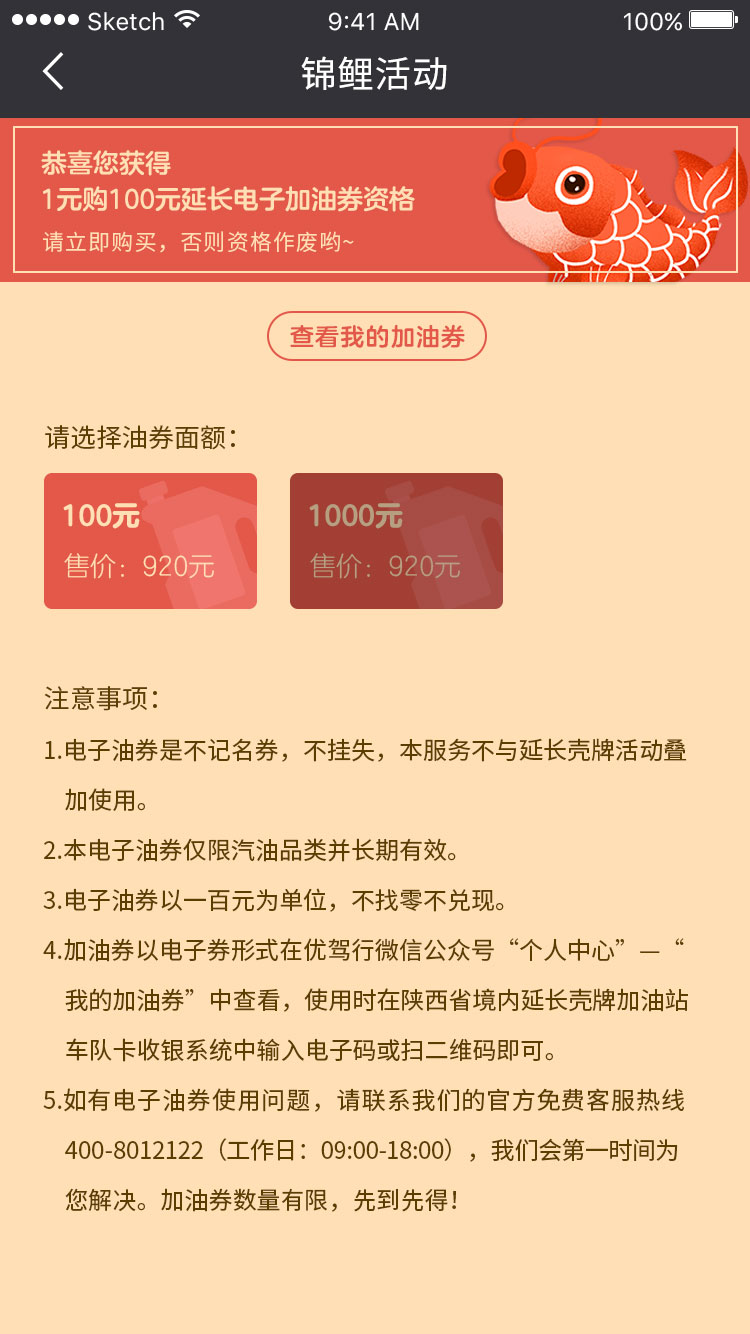 Sketch 9:41 AM 100%
锦鲤活动
恭喜您获得
1元购100元延长电子加油券资格
请立即购买，否则资格作废哟~
查看我的加油券
请选择油券面额：
100元 1000元
售价：920元 售价：920元
注意事项：
1.电子油券是不记名券，不挂失，本服务不与延长壳牌活动叠
加使用。
2.本电子油券仅限汽油品类并长期有效。
3.电子油券以一百元为单位，不找零不兑现。
4.加油券以电子券形式在优驾行微信公众号“个人中心”—“
我的加油券”中查看，使用时在陕西省境内延长壳牌加油站
车队卡收银系统中输入电子码或扫二维码即可。
5.如有电子油券使用问题，请联系我们的官方免费客服热线
400-8012122（工作日：09:00-18:00），我们会第一时间为
您解决。加油券数量有限，先到先得！